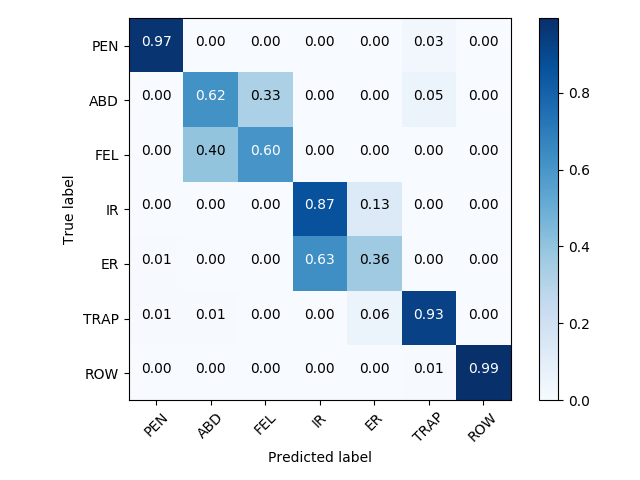 PEN 0.97 0.00 0.00 0.00 0.00 0.03 0.00
ABD 0.00 0.62 0.33 0.00 0.00 0.05 0.00
FEL 0.00 0.40 0.60 0.00 0.00 0.00 0.00
IR 0.00 0.00 0.00 0.87 0.13 0.00 0.00
ER 0.01 0.00 0.00 0.63 0.36 0.00 0.00
TRAP 0.01 0.01 0.00 0.00 0.06 0.93 0.00
ROW 0.00 0.00 0.00 0.00 0.00 0.01 0.99
PEN ABD FEL IR ER TRAP ROW
Predicted label
True label
0.8
0.6
0.4
0.2
0.0